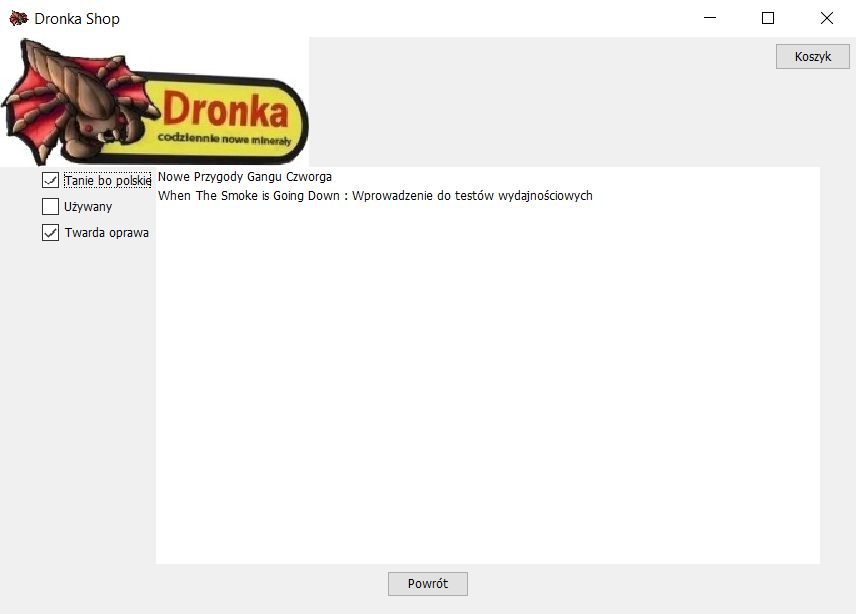 Dronka Shop
Koszyk
Dronka
codziennie nowe minerały
Tanie bo polskie
Używany
Twarda oprawa
Nowe Przygody Gangu Czworga
When The Smoke is Going Down : Wprowadzenie do testów wydajnościowych
Powrót